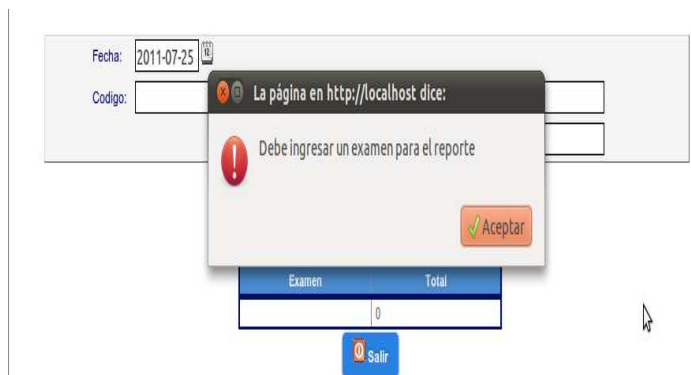 Fecha: 2011-07-25
Codigo:
La página en http://localhost dice:
Debe ingresar un examen para el reporte
Aceptar
Examen Total
0
Salir